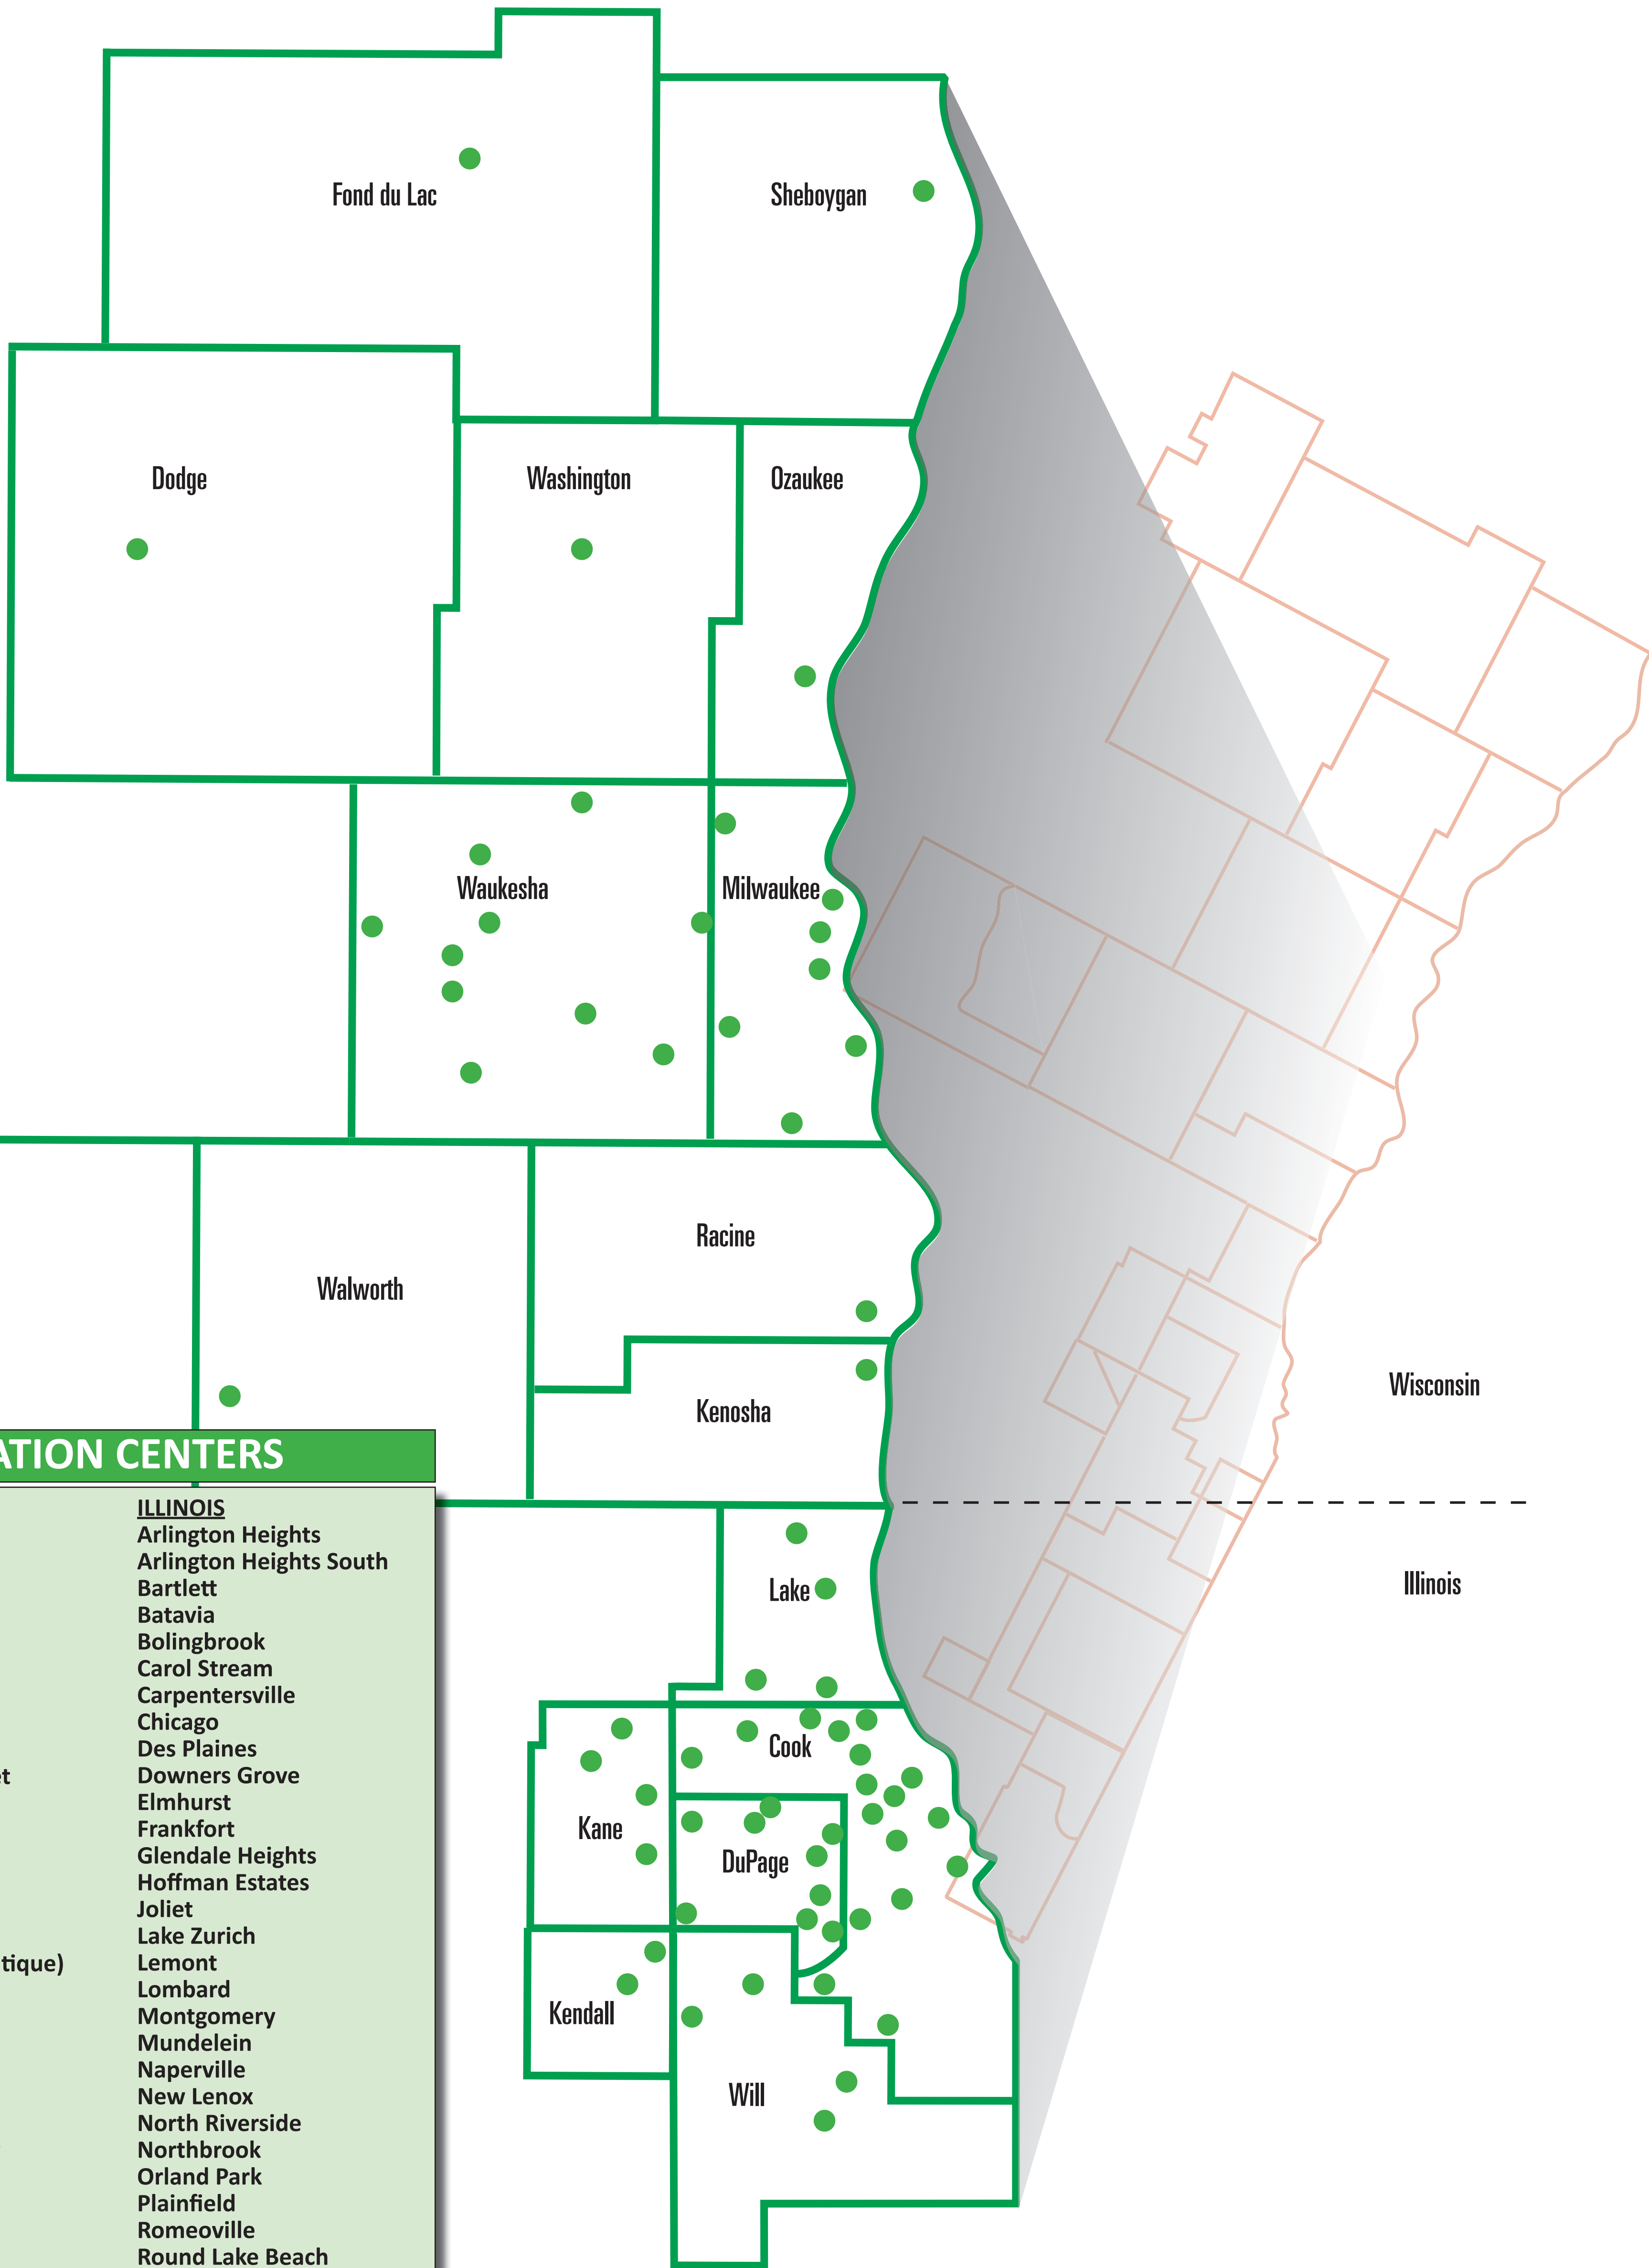 Fond du Lac
Sheboygan
Dodge
Washington
Ozaukee
Waukesha
Milwaukee
Racine
Walworth
Wisconsin
Kenosha
ATION CENTERS
ILLINOIS
Arlington Heights
Arlington Heights South
Bartlett
Batavia
Bolingbrook
Carol Stream
Carpentersville
Chicago
Des Plaines
et
Downers Grove
Elmhurst
Frankfort
Glendale Heights
Hoffman Estates
Joliet
Lake Zurich
tique)
Lemont
Lombard
Montgomery
Mundelein
Naperville
New Lenox
North Riverside
Northbrook
Orland Park
Plainfield
Romeoville
Round Lake Beach
Lake
Illinois
Cook
Kane
DuPage
Kendall
Will